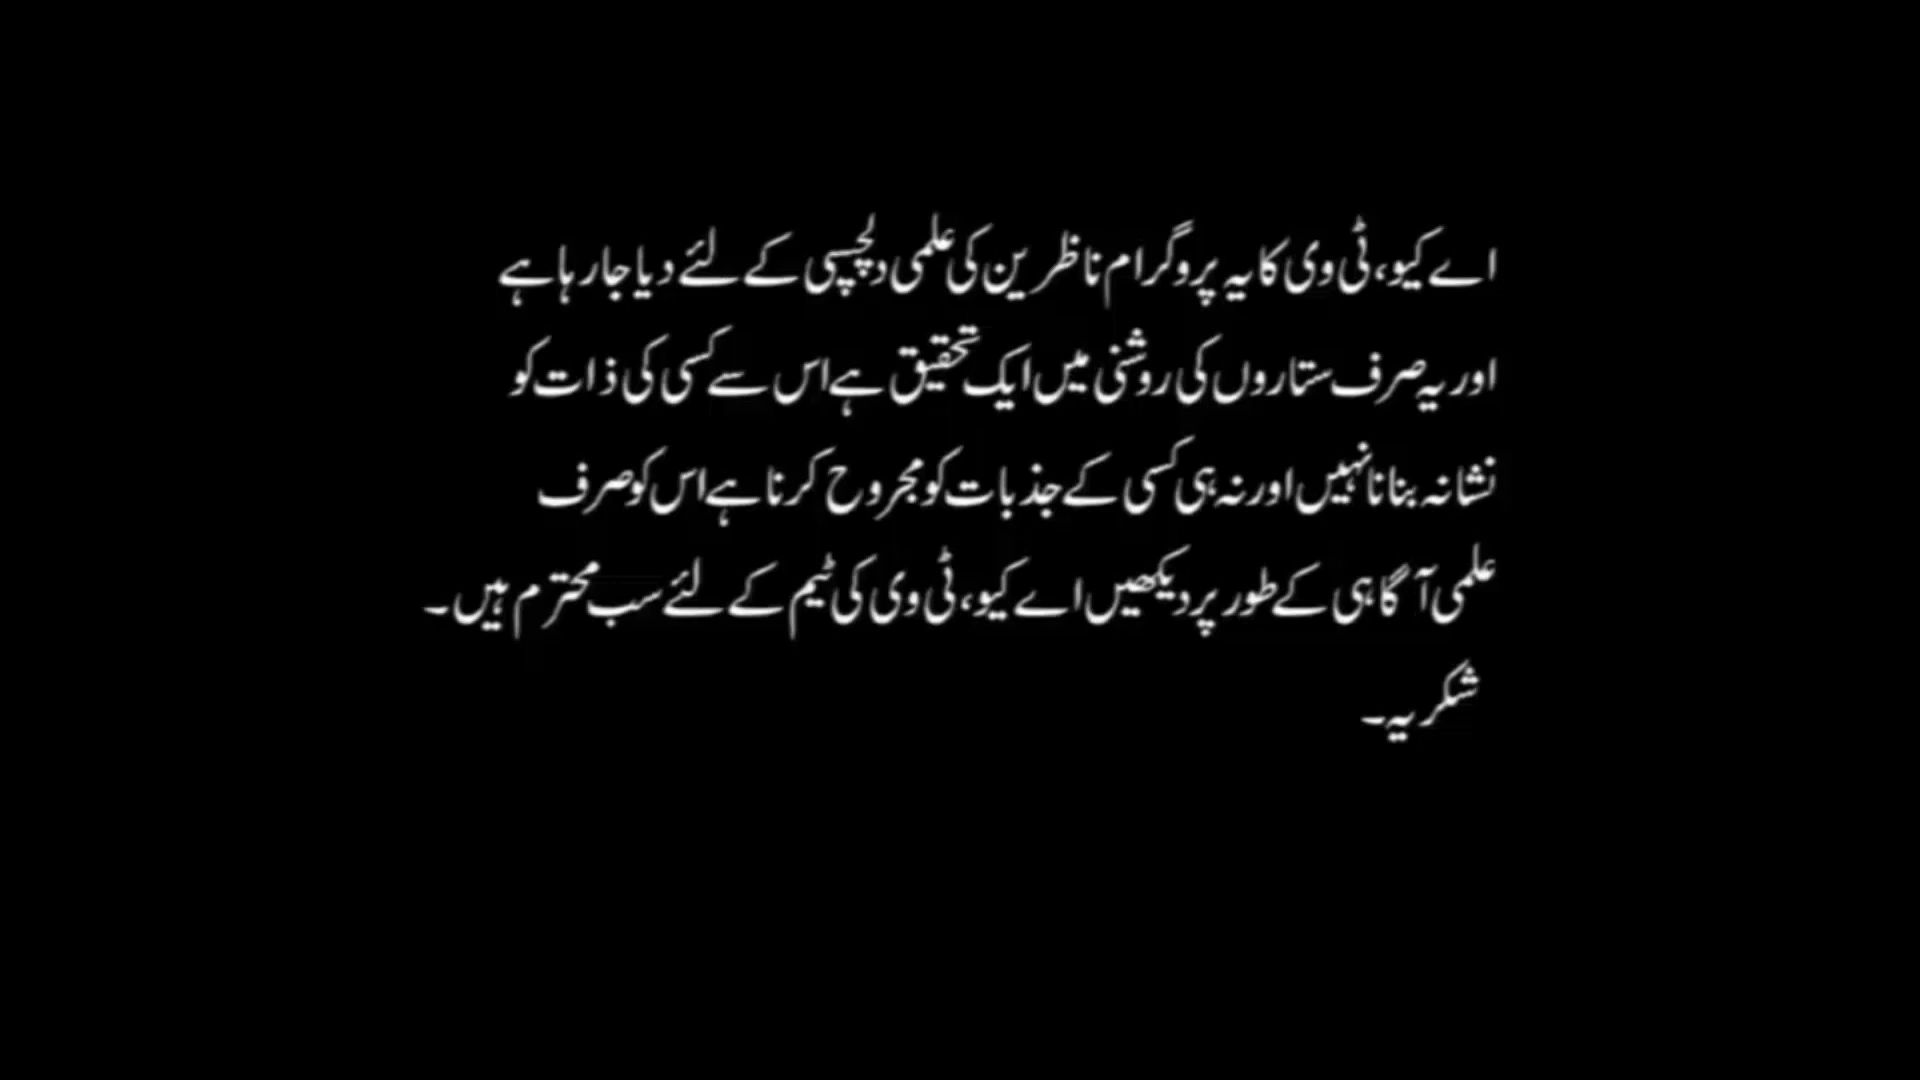 اے کیو، ٹی وی کا یہ پروگرام ناظرین کی علمی دلچسپی کے لئے دیا جا رہا ہے
اور یہ صرف ستاروں کی روشنی میں ایک تحقیق ہے اس سے کسی کی ذات کو
نشانہ بنانا نہیں اور نہ ہی کسی کے جذبات کو مجروح کرنا ہے اس کو صرف
علمی آگاہی کے طور پر دیکھیں اے کیو، ٹی وی کی ٹیم کے لئے سب محترم ہیں۔
شکریہ۔